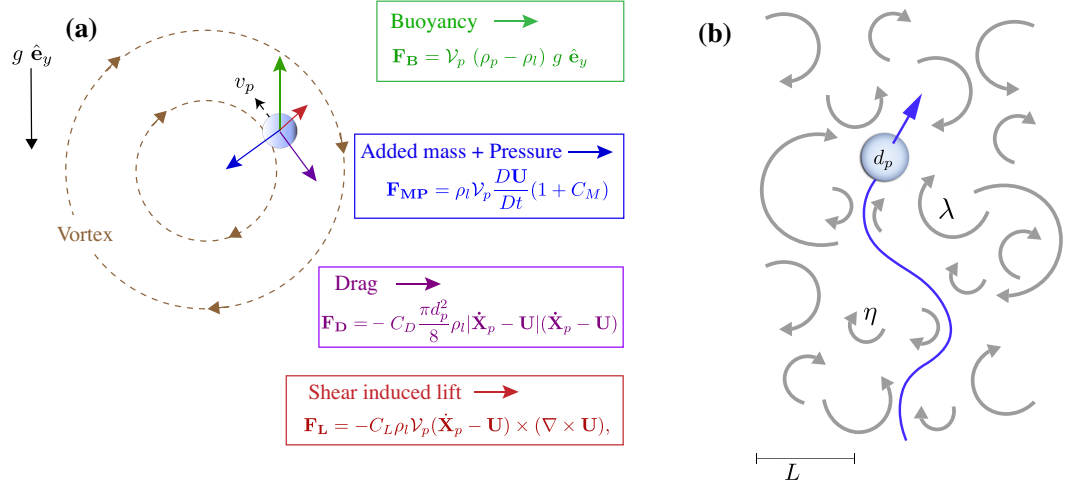 (a)
g ê_y
v_p
Vortex
Buoyancy
F_B = 𝒱_p (ρ_p − ρ_l) g ê_y
Added mass + Pressure
F_MP = ρ_l 𝒱_p DU/Dt (1 + C_M)
Drag
F_D = − C_D πd_p²/8 ρ_l |Ẋ_p − U|(Ẋ_p − U)
Shear induced lift
F_L = −C_L ρ_l 𝒱_p (Ẋ_p − U) × (∇ × U),
(b)
d_p
λ
η
L